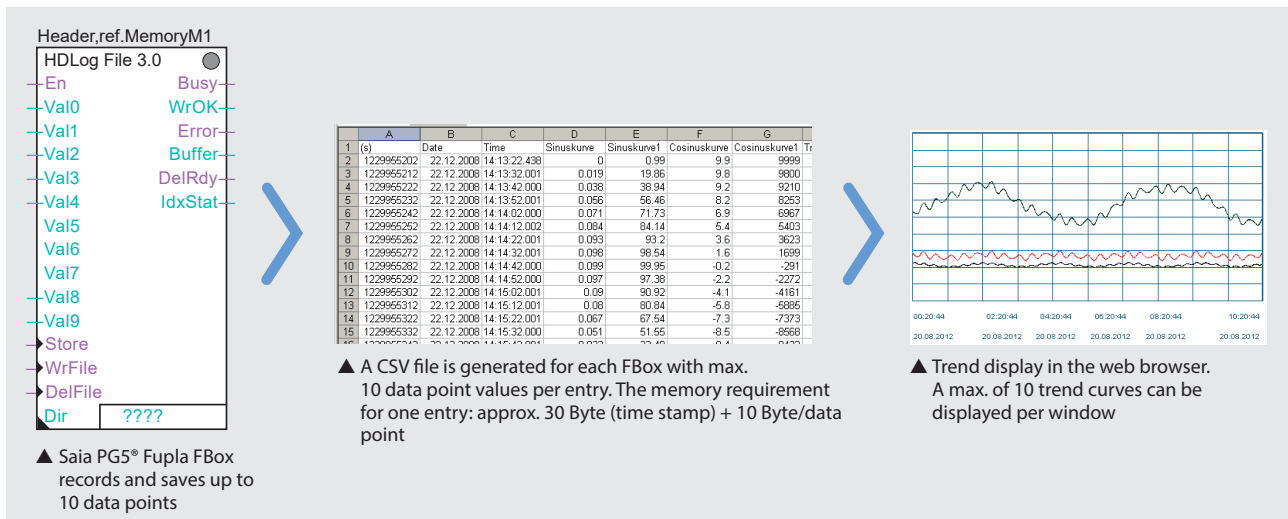 Header,ref.MemoryM1
HDLog File 3.0
En Busy
Val0 WrOK
Val1 Error
Val2 Buffer
Val3 DelRdy
Val4 IdxStat
Val5
Val6
Val7
Val8
Val9
Store
WrFile
DelFile
Dir ????
▲ Saia PG5® Fupla FBox
records and saves up to
10 data points
A B C D E F G
1 (s) Date Time Sinuskurve Sinuskurve1 Cosinuskurve Cosinuskurve1 Tr
2 1229955202 22.12.2008 14:13:22.438 0 0.99 9.9 9999
3 1229955212 22.12.2008 14:13:32.001 0.019 19.86 9.8 9800
4 1229955222 22.12.2008 14:13:42.000 0.038 38.94 9.2 9210
5 1229955232 22.12.2008 14:13:52.001 0.056 56.46 8.2 8253
6 1229955242 22.12.2008 14:14:02.000 0.071 71.73 6.9 6967
7 1229955252 22.12.2008 14:14:12.002 0.084 84.14 5.4 5403
8 1229955262 22.12.2008 14:14:22.001 0.093 93.2 3.6 3623
9 1229955272 22.12.2008 14:14:32.001 0.098 98.54 1.6 1699
10 1229955282 22.12.2008 14:14:42.000 0.099 99.95 -0.2 -291
11 1229955292 22.12.2008 14:14:52.000 0.097 97.38 -2.2 -2272
12 1229955302 22.12.2008 14:15:02.001 0.09 90.92 -4.1 -4161
13 1229955312 22.12.2008 14:15:12.001 0.08 80.84 -5.8 -5885
14 1229955322 22.12.2008 14:15:22.001 0.067 67.54 -7.3 -7373
15 1229955332 22.12.2008 14:15:32.000 0.051 51.55 -8.5 -8568
▲ A CSV file is generated for each FBox with max.
10 data point values per entry. The memory requirement
for one entry: approx. 30 Byte (time stamp) + 10 Byte/data
point
00:20:44 02:20:44 04:20:44 06:20:44 08:20:44 10:20:44
20.08.2012 20.08.2012 20.08.2012 20.08.2012 20.08.2012 20.08.2012
▲ Trend display in the web browser.
A max. of 10 trend curves can be
displayed per window